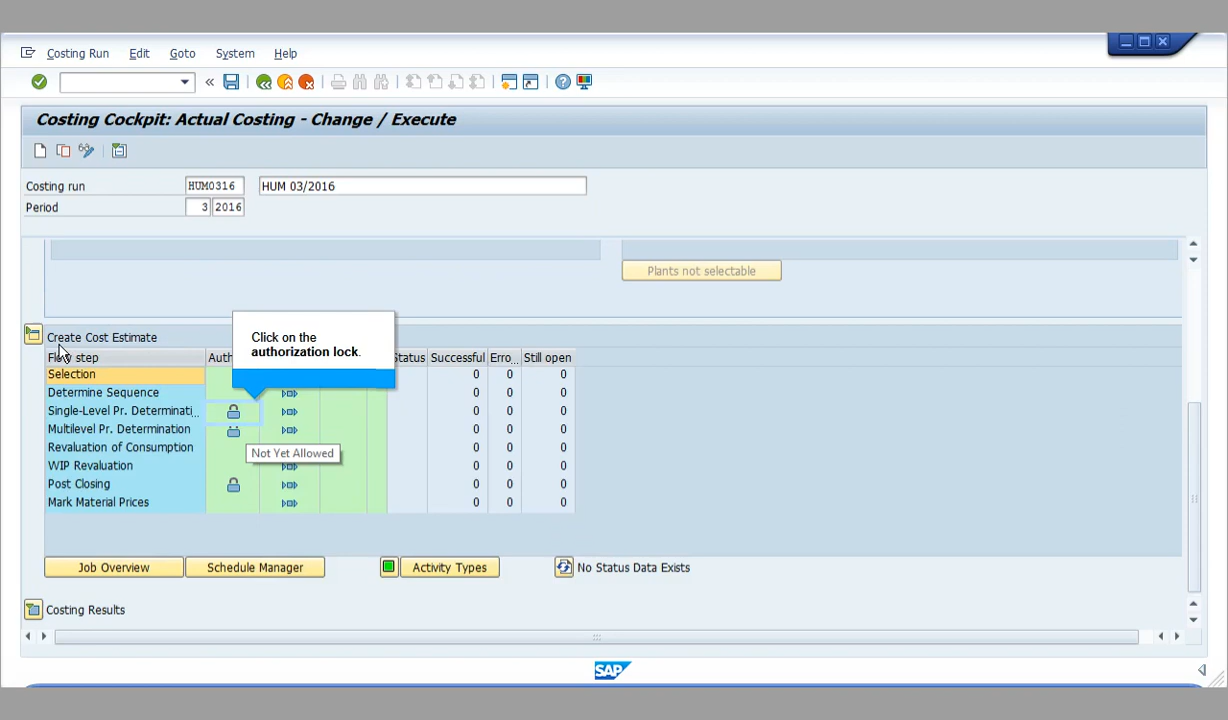 Costing Run Edit Goto System Help
Costing Cockpit: Actual Costing - Change / Execute
Costing run HUM0316 HUM 03/2016
Period 3 2016
Plants not selectable
Create Cost Estimate
Click on the
authorization lock.
Flow step Auth Status Successful Erro... Still open
Selection 0 0 0
Determine Sequence 0 0 0
Single-Level Pr. Determinati... 0 0 0
Multilevel Pr. Determination 0 0 0
Revaluation of Consumption 0 0 0
Not Yet Allowed
WIP Revaluation 0 0 0
Post Closing 0 0 0
Mark Material Prices 0 0 0
Job Overview Schedule Manager Activity Types No Status Data Exists
Costing Results
SAP